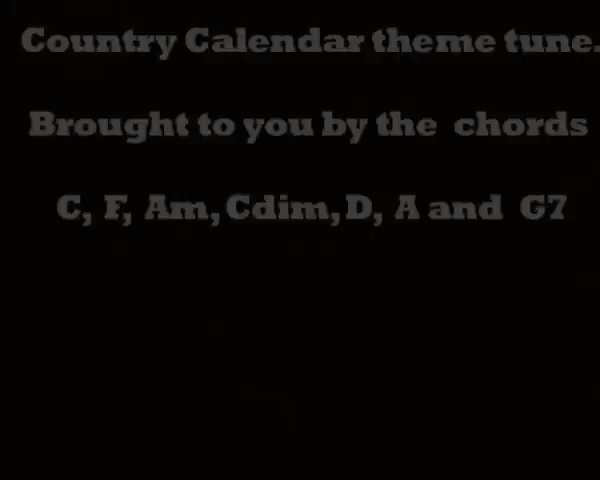 Country Calendar theme tune.
Brought to you by the chords
C, F, Am, Cdim, D, A and G7